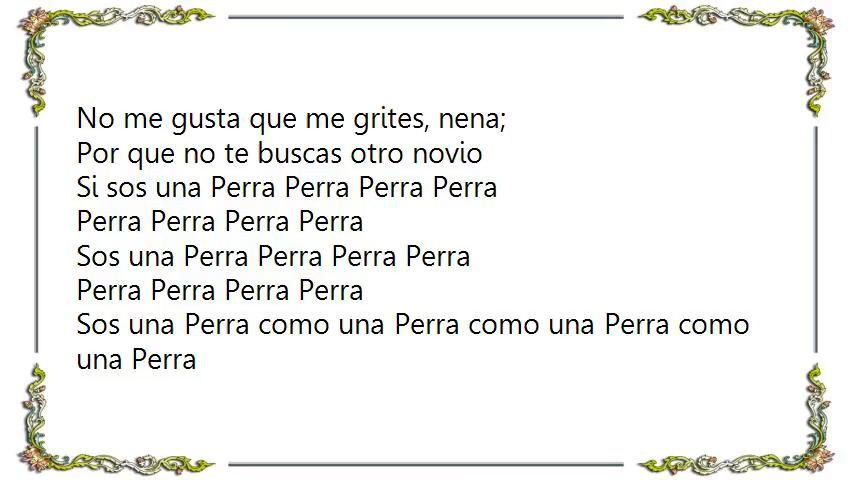 No me gusta que me grites, nena;
Por que no te buscas otro novio
Si sos una Perra Perra Perra Perra
Perra Perra Perra Perra
Sos una Perra Perra Perra Perra
Perra Perra Perra Perra
Sos una Perra como una Perra como una Perra como
una Perra